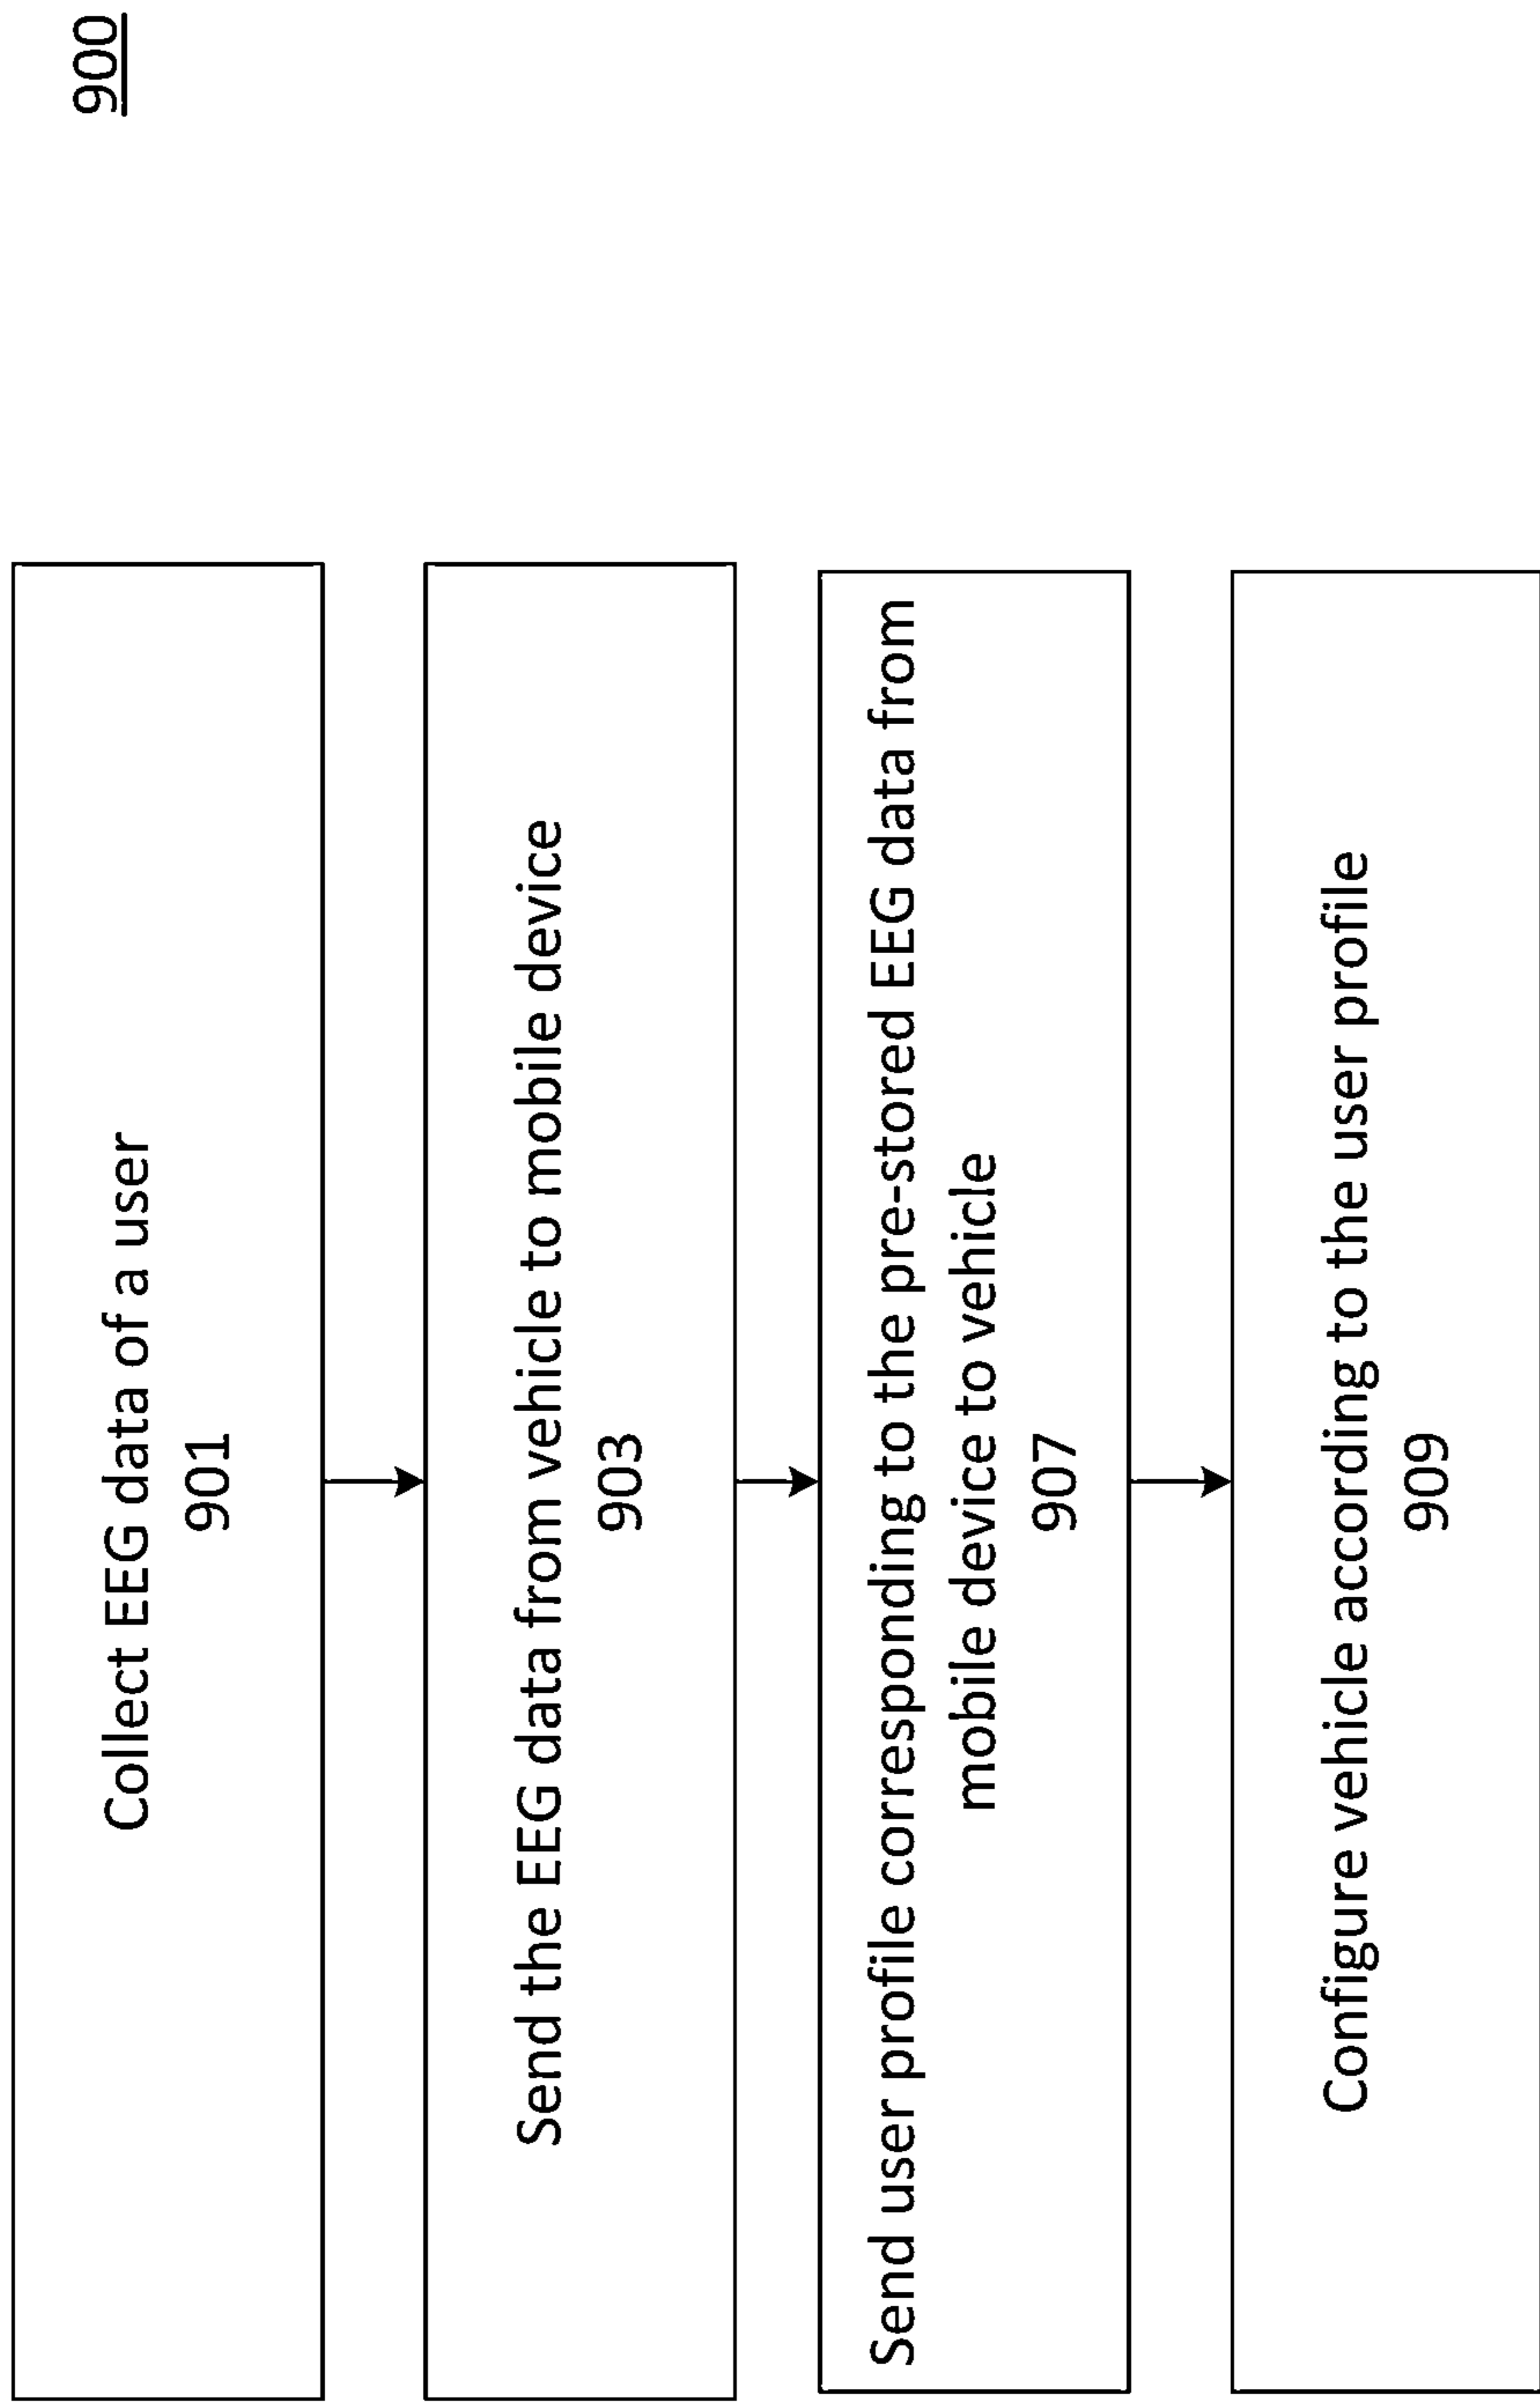 900
Collect EEG data of a user
901
Send the EEG data from vehicle to mobile device
903
Send user profile corresponding to the pre-stored EEG data from
mobile device to vehicle
907
Configure vehicle according to the user profile
909